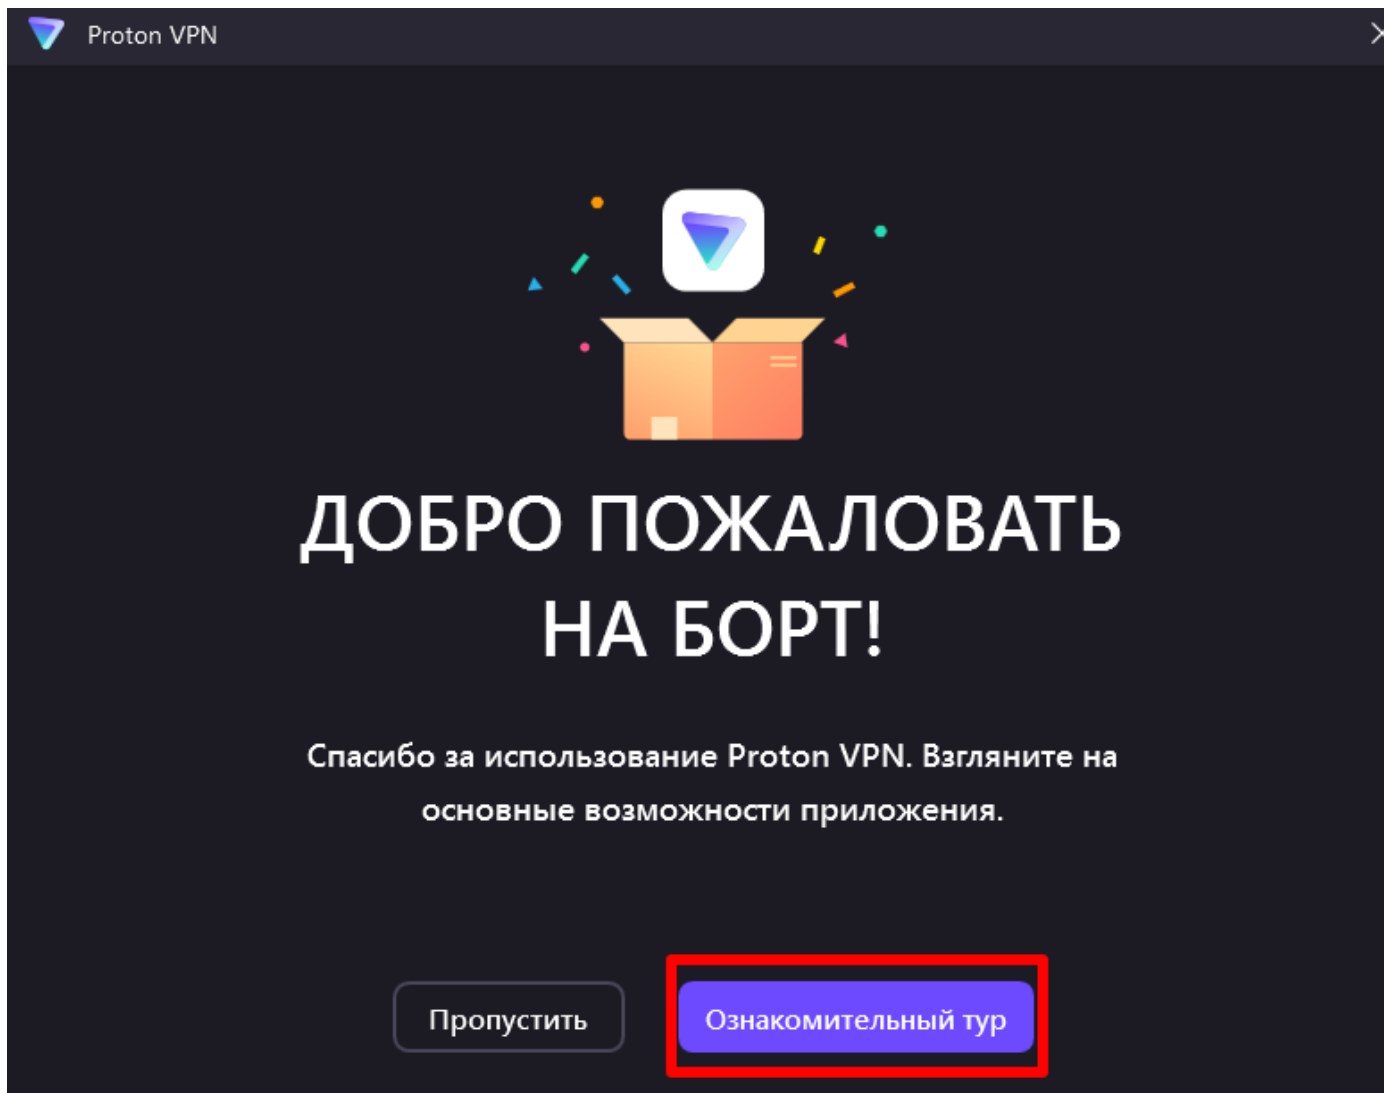 Proton VPN
ДОБРО ПОЖАЛОВАТЬ
НА БОРТ!
Спасибо за использование Proton VPN. Взгляните на
основные возможности приложения.
Пропустить
Ознакомительный тур